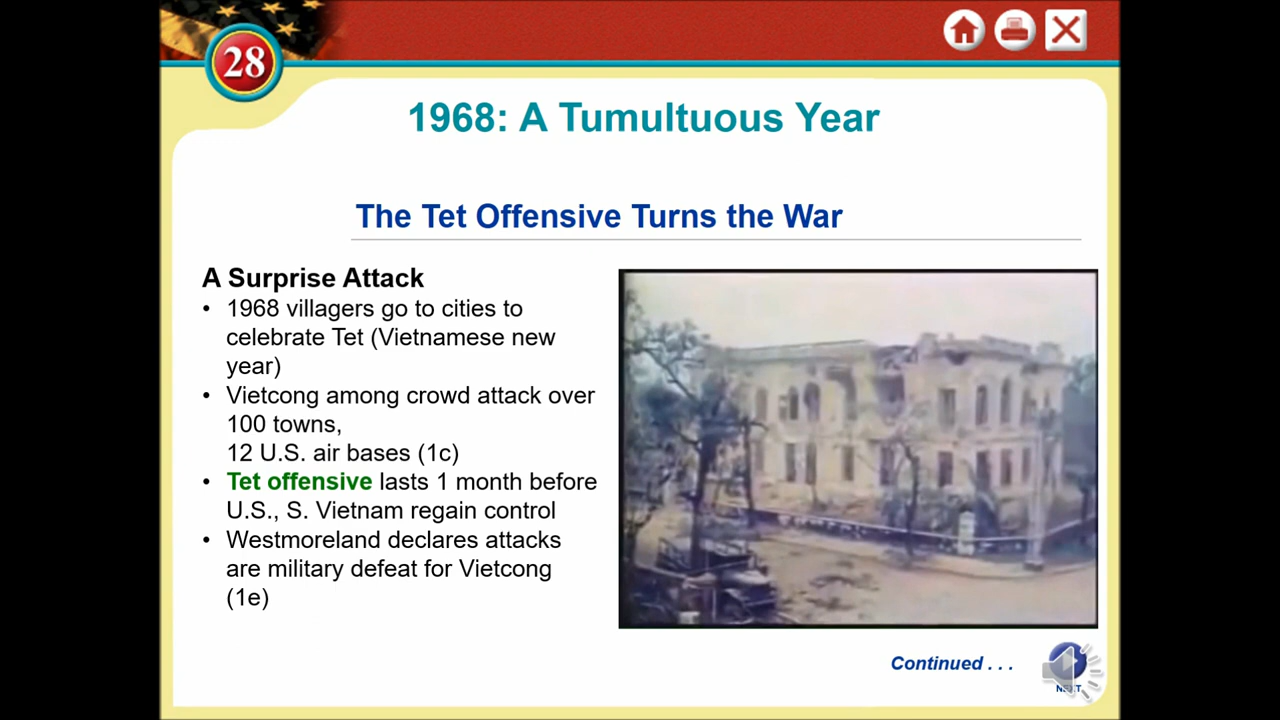 28
1968: A Tumultuous Year
The Tet Offensive Turns the War
A Surprise Attack
• 1968 villagers go to cities to
celebrate Tet (Vietnamese new
year)
• Vietcong among crowd attack over
100 towns,
12 U.S. air bases (1c)
• Tet offensive lasts 1 month before
U.S., S. Vietnam regain control
• Westmoreland declares attacks
are military defeat for Vietcong
(1e)
Continued . . .
NEXT